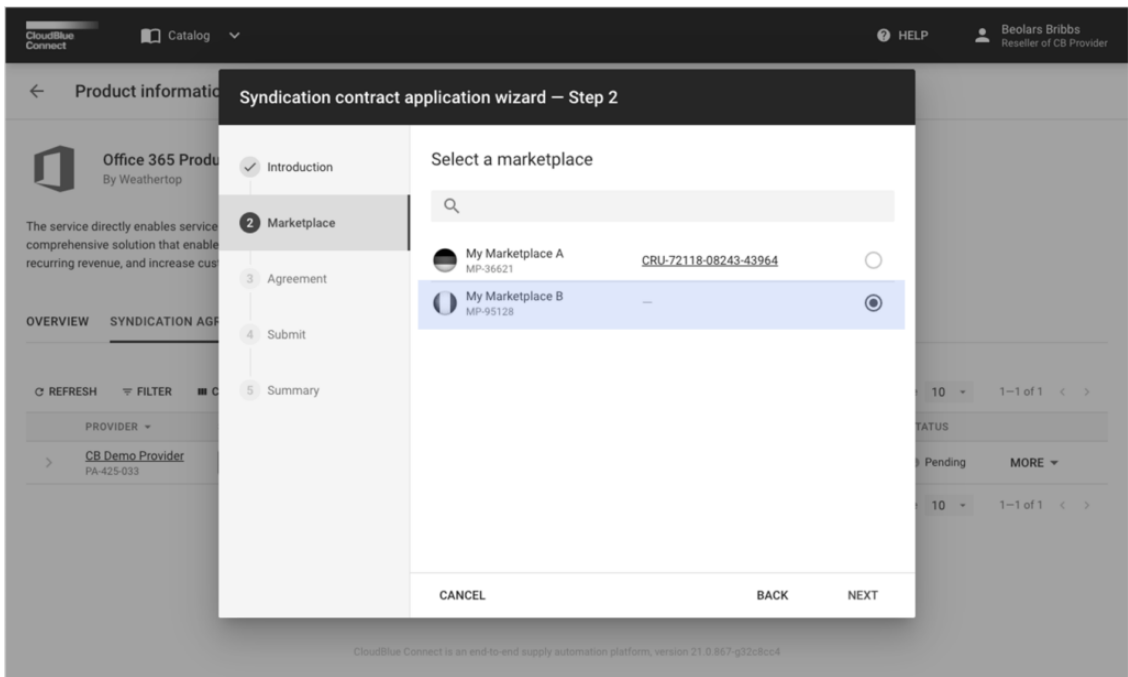 CloudBlue
Connect
Catalog
HELP
Beolars Bribbs
Reseller of CB Provider
Product informatio
Syndication contract application wizard — Step 2
Office 365 Produ
By Weathertop
The service directly enables service
comprehensive solution that enable
recurring revenue, and increase cus
OVERVIEW SYNDICATION AGR
REFRESH FILTER C
PROVIDER
CB Demo Provider
PA-425-033
Introduction
2 Marketplace
3 Agreement
4 Submit
5 Summary
Select a marketplace
My Marketplace A
MP-36621
CRU-72118-08243-43964
My Marketplace B
MP-95128
—
CANCEL BACK NEXT
10 1–1 of 1
TATUS
Pending MORE
10 1–1 of 1
CloudBlue Connect is an end-to-end supply automation platform, version 21.0.867-g32c8cc4